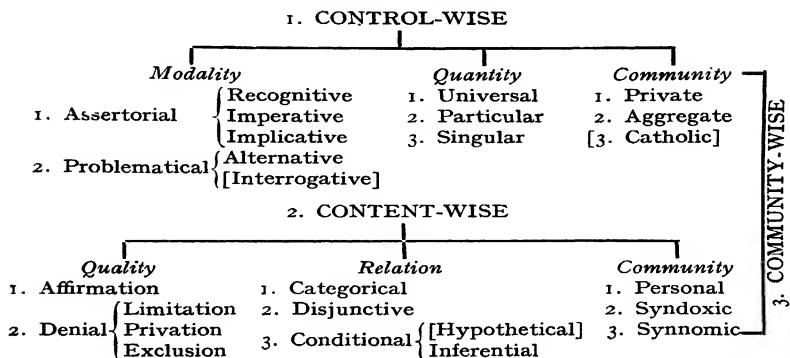 1. CONTROL-WISE
Modality Quantity Community
1. Assertorial
Recognitive
Imperative
Implicative
2. Problematical
Alternative
[Interrogative]
1. Universal
2. Particular
3. Singular
1. Private
2. Aggregate
[3. Catholic]
2. CONTENT-WISE
Quality Relation Community
1. Affirmation
2. Denial
Limitation
Privation
Exclusion
1. Categorical
2. Disjunctive
3. Conditional
[Hypothetical]
Inferential
1. Personal
2. Syndoxic
3. Synnomic
3. COMMUNITY-WISE